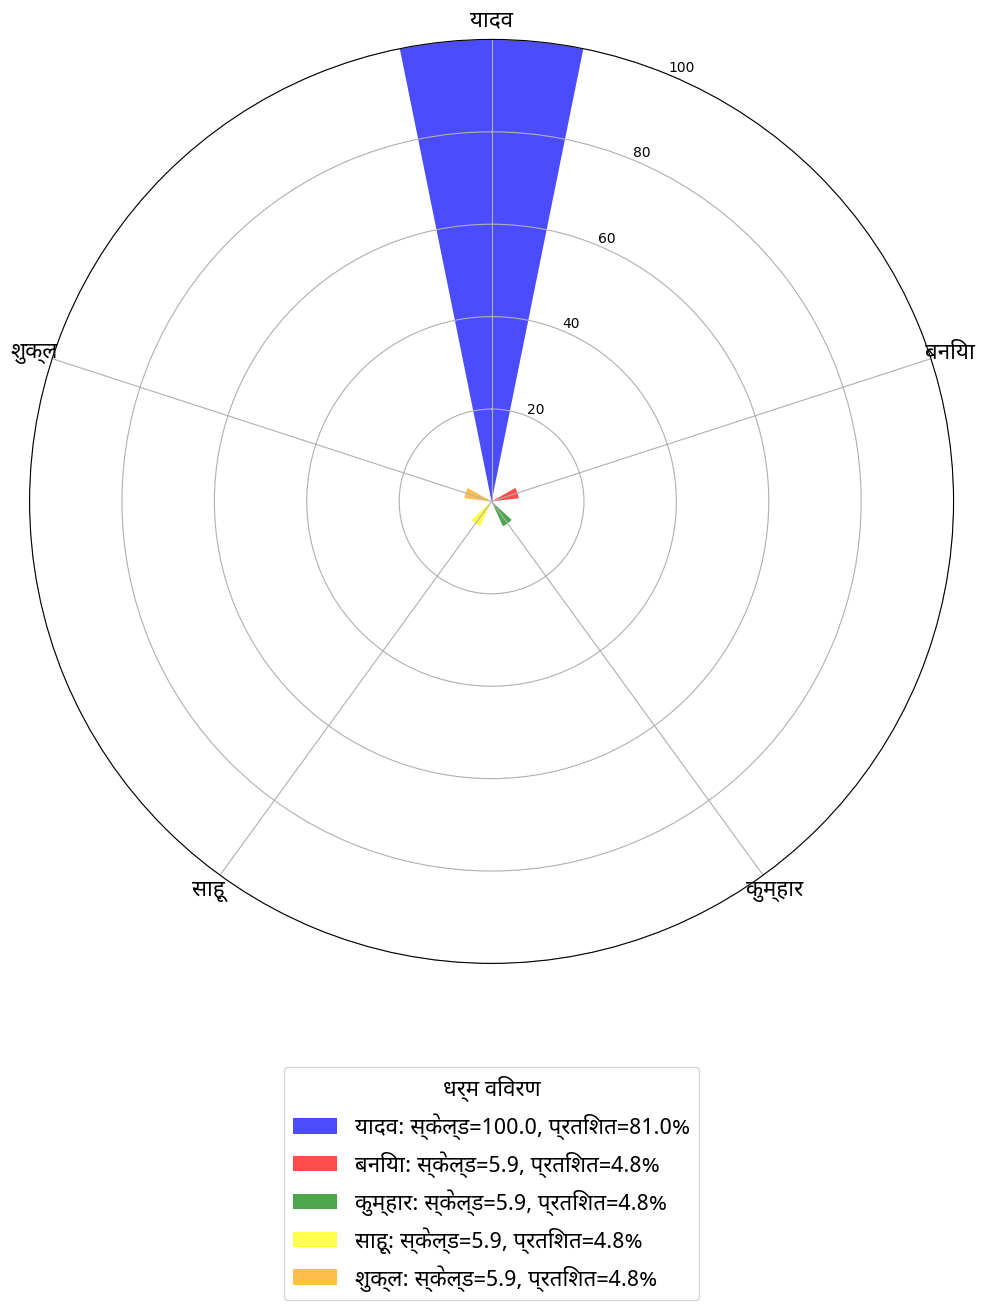 यादव
100
80
60
40
20
शुक्ल
बनिया
साहू
कुम्हार
धर्म विवरण
यादव: स्केल्ड=100.0, प्रतिशत=81.0%
बनिया: स्केल्ड=5.9, प्रतिशत=4.8%
कुम्हार: स्केल्ड=5.9, प्रतिशत=4.8%
साहू: स्केल्ड=5.9, प्रतिशत=4.8%
शुक्ल: स्केल्ड=5.9, प्रतिशत=4.8%